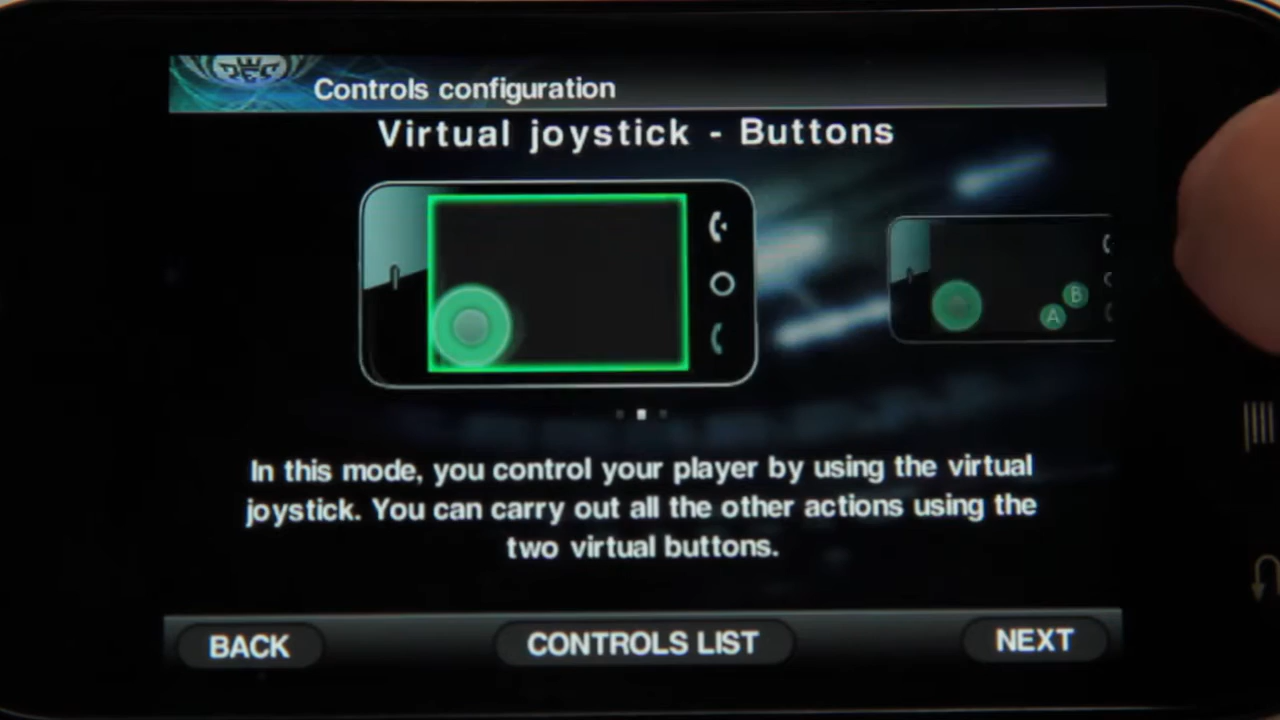 PES
Controls configuration
Virtual joystick - Buttons
B
A
In this mode, you control your player by using the virtual
joystick. You can carry out all the other actions using the
two virtual buttons.
BACK
CONTROLS LIST
NEXT